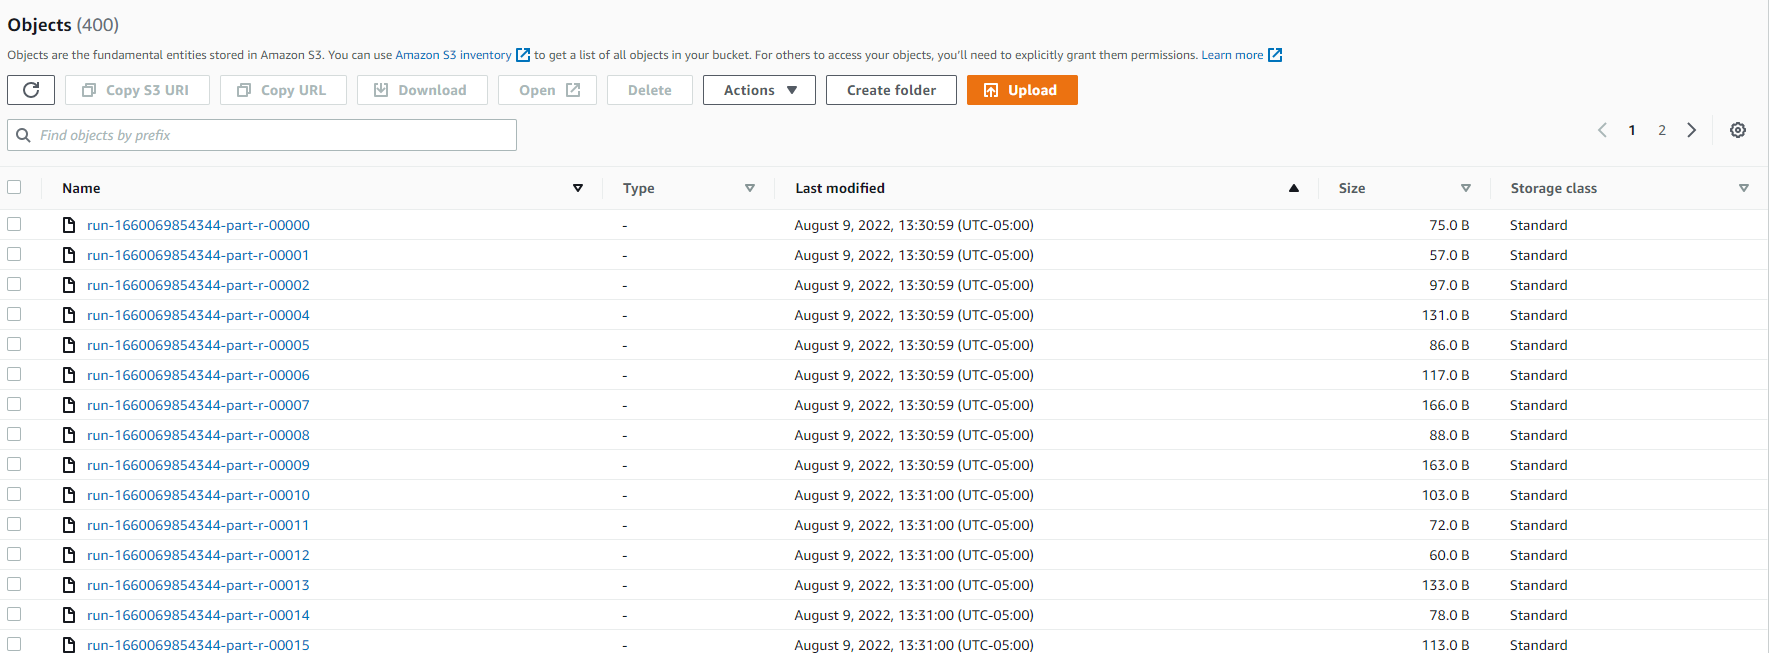 Objects (400)
Objects are the fundamental entities stored in Amazon S3. You can use Amazon S3 inventory to get a list of all objects in your bucket. For others to access your objects, you'll need to explicitly grant them permissions. Learn more
Copy S3 URI Copy URL Download Open Delete Actions Create folder Upload
Find objects by prefix 1 2
Name Type Last modified Size Storage class
run-1660069854344-part-r-00000 - August 9, 2022, 13:30:59 (UTC-05:00) 75.0 B Standard
run-1660069854344-part-r-00001 - August 9, 2022, 13:30:59 (UTC-05:00) 57.0 B Standard
run-1660069854344-part-r-00002 - August 9, 2022, 13:30:59 (UTC-05:00) 97.0 B Standard
run-1660069854344-part-r-00004 - August 9, 2022, 13:30:59 (UTC-05:00) 131.0 B Standard
run-1660069854344-part-r-00005 - August 9, 2022, 13:30:59 (UTC-05:00) 86.0 B Standard
run-1660069854344-part-r-00006 - August 9, 2022, 13:30:59 (UTC-05:00) 117.0 B Standard
run-1660069854344-part-r-00007 - August 9, 2022, 13:30:59 (UTC-05:00) 166.0 B Standard
run-1660069854344-part-r-00008 - August 9, 2022, 13:30:59 (UTC-05:00) 88.0 B Standard
run-1660069854344-part-r-00009 - August 9, 2022, 13:30:59 (UTC-05:00) 163.0 B Standard
run-1660069854344-part-r-00010 - August 9, 2022, 13:31:00 (UTC-05:00) 103.0 B Standard
run-1660069854344-part-r-00011 - August 9, 2022, 13:31:00 (UTC-05:00) 72.0 B Standard
run-1660069854344-part-r-00012 - August 9, 2022, 13:31:00 (UTC-05:00) 60.0 B Standard
run-1660069854344-part-r-00013 - August 9, 2022, 13:31:00 (UTC-05:00) 133.0 B Standard
run-1660069854344-part-r-00014 - August 9, 2022, 13:31:00 (UTC-05:00) 78.0 B Standard
run-1660069854344-part-r-00015 - August 9, 2022, 13:31:00 (UTC-05:00) 113.0 B Standard